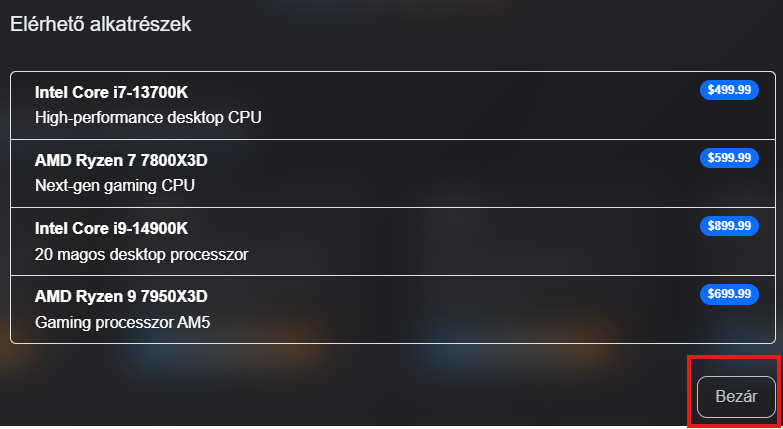 Elérhető alkatrészek
Intel Core i7-13700K
$499.99
High-performance desktop CPU
AMD Ryzen 7 7800X3D
$599.99
Next-gen gaming CPU
Intel Core i9-14900K
$899.99
20 magos desktop processzor
AMD Ryzen 9 7950X3D
$699.99
Gaming processzor AM5
Bezár